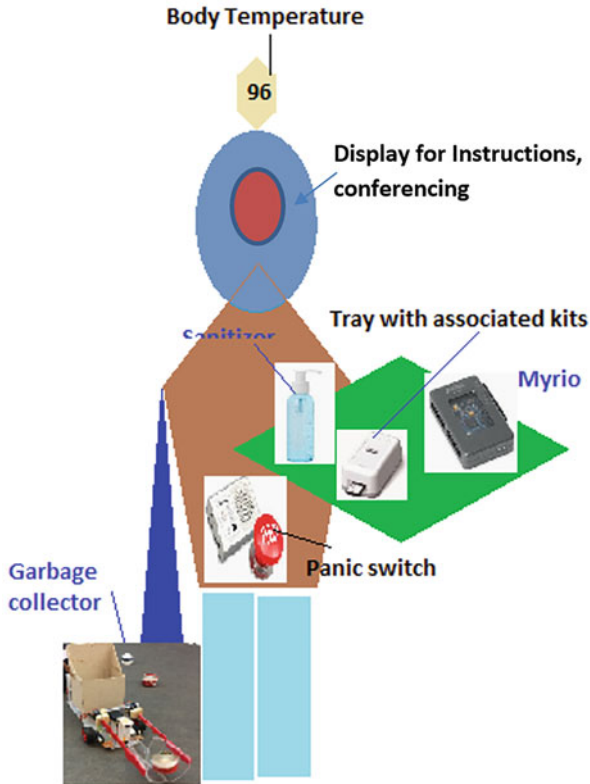 Body Temperature
96
Display for Instructions,
conferencing
Tray with associated kits
Sanitizer
Myrio
Panic switch
Garbage
collector